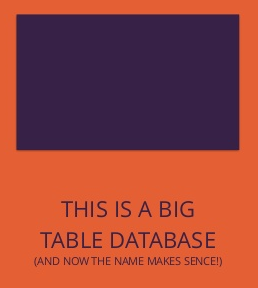 THIS IS A BIG
TABLE DATABASE
(AND NOW THE NAME MAKES SENCE!)